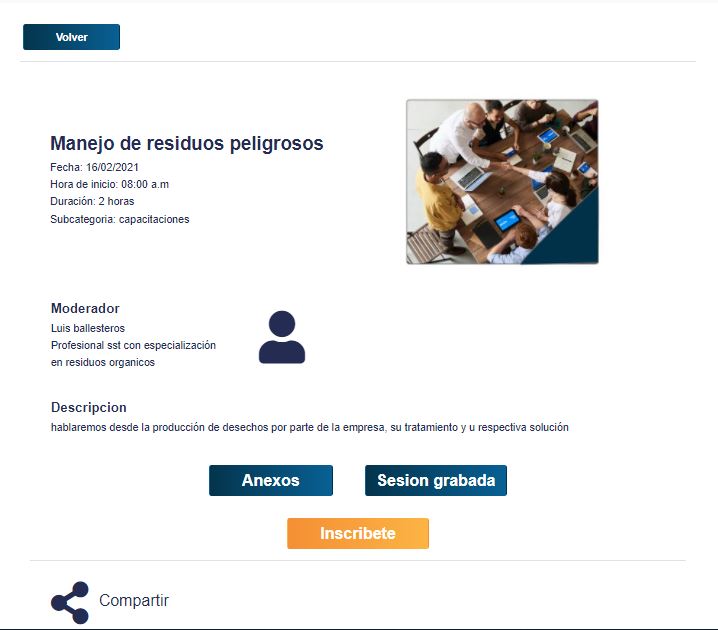 Volver
Manejo de residuos peligrosos
Fecha: 16/02/2021
Hora de inicio: 08:00 a.m
Duración: 2 horas
Subcategoria: capacitaciones
Moderador
Luis ballesteros
Profesional sst con especialización
en residuos organicos
Descripcion
hablaremos desde la producción de desechos por parte de la empresa, su tratamiento y u respectiva solución
Anexos
Sesion grabada
Inscribete
Compartir